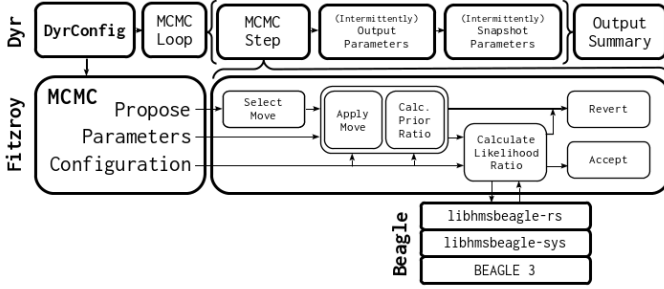 Dyr
DyrConfig
MCMC
Loop
MCMC
Step
(Intermittently)
Output
Parameters
(Intermittently)
Snapshot
Parameters
Output
Summary
Fitzroy
MCMC
Propose
Parameters
Configuration
Select
Move
Apply
Move
Calc.
Prior
Ratio
Calculate
Likelihood
Ratio
Revert
Accept
Beagle
libhmsbeagle-rs
libhmsbeagle-sys
BEAGLE 3